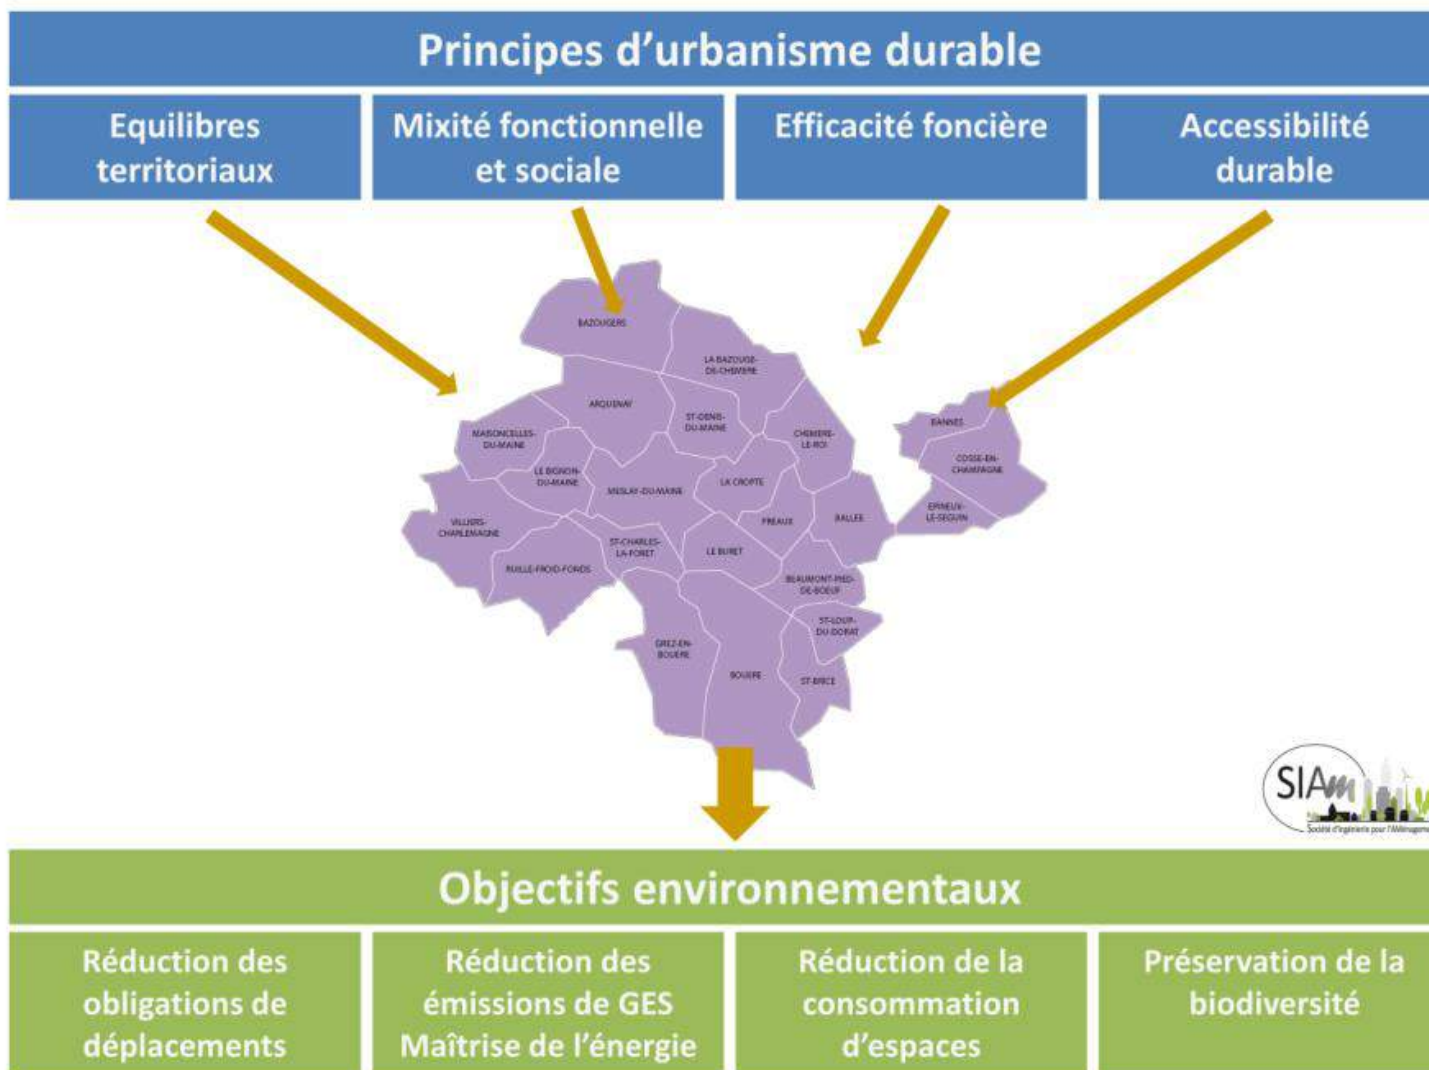 Principes d'urbanisme durable
Equilibres
territoriaux
Mixité fonctionnelle
et sociale
Efficacité foncière
Accessibilité
durable
BAZOUGERS
LA BAZOUGE-
DE-CHEMERE
ARQUENAY
ST-DENIS-
DU-MAINE
MAISONCELLES-
DU-MAINE
CHEMERE-
LE-ROI
BANNES
COSSE-EN-
CHAMPAGNE
LE BIGNON-
DU-MAINE
MESLAY-DU-MAINE
LA CROPTE
EPINEUX-
LE-SEGUIN
VILLIERS-
CHARLEMAGNE
PREAUX
BALLEE
ST-CHARLES-
LA-FORET
LE BURET
RUILLE-FROID-FONDS
BEAUMONT-PIED-
DE-BOEUF
ST-LOUP-
DU-DORAT
GREZ-EN-
BOUERE
BOUERE
ST-BRICE
SIAm
Société d'Ingénierie pour l'AMénageme
Objectifs environnementaux
Réduction des
obligations de
déplacements
Réduction des
émissions de GES
Maîtrise de l'énergie
Réduction de la
consommation
d'espaces
Préservation de la
biodiversité